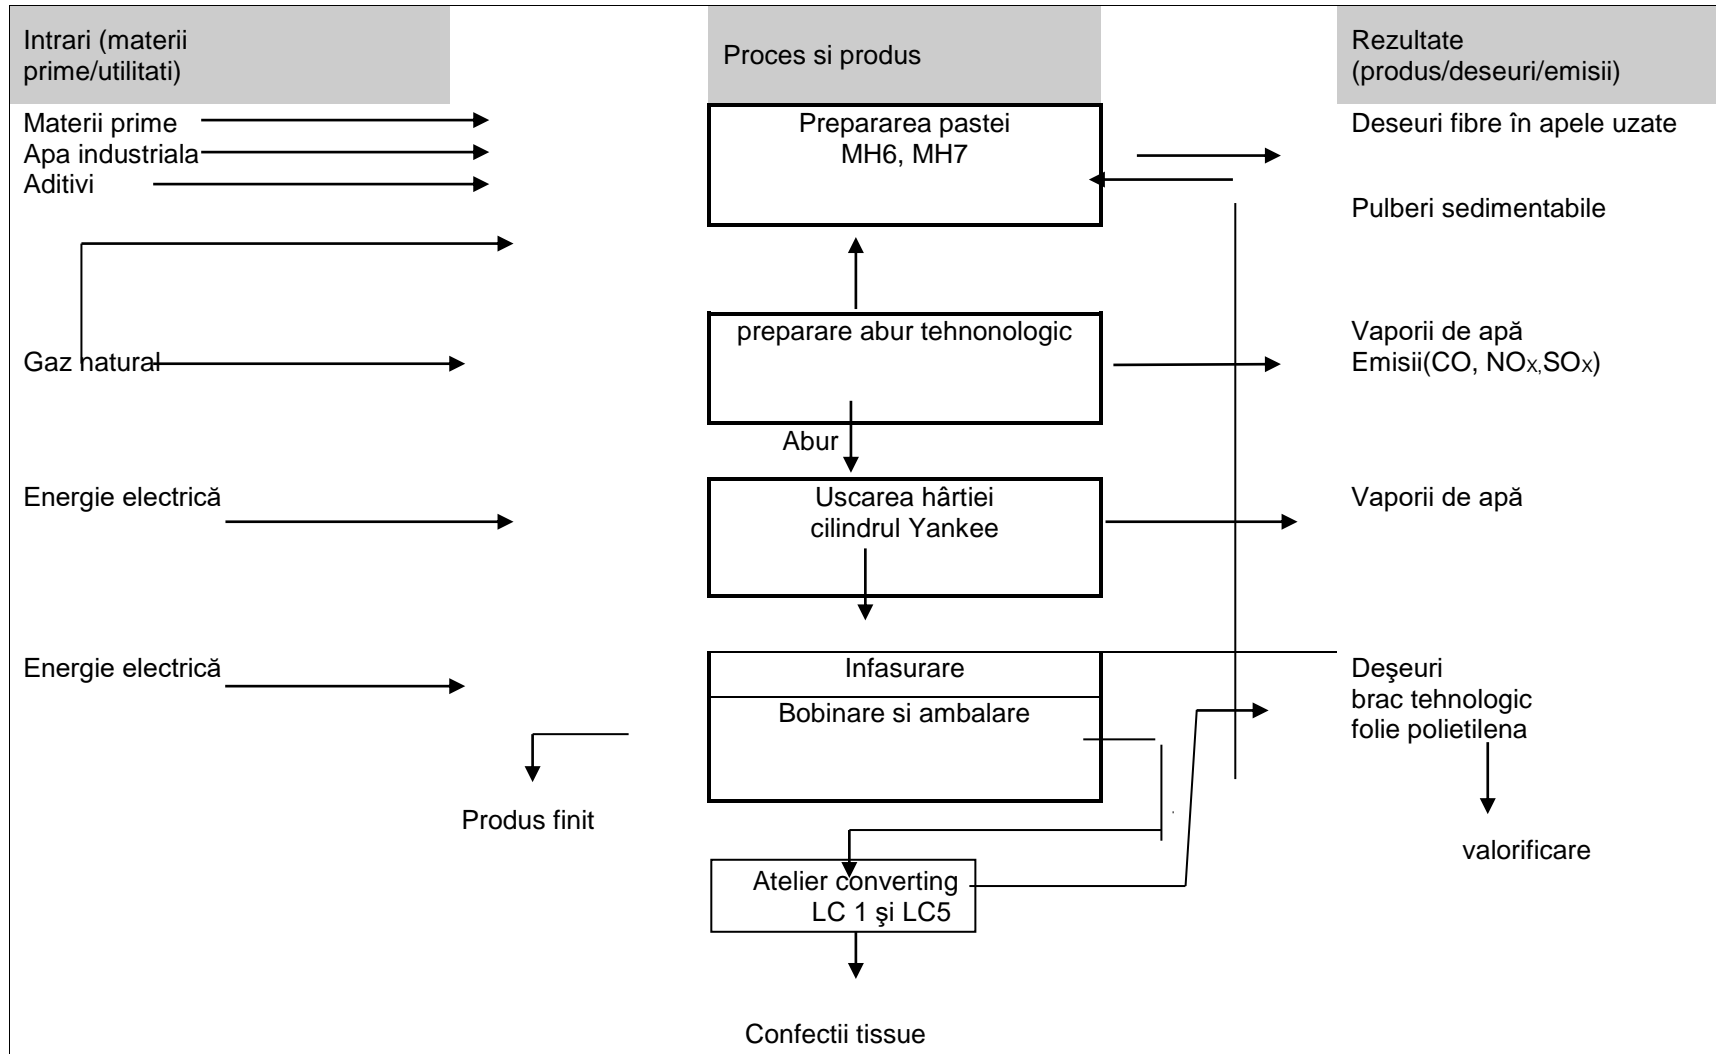 Intrari (materii
prime/utilitati)
Proces si produs
Rezultate
(produs/deseuri/emisii)
Materii prime
Apa industriala
Aditivi
Prepararea pastei
MH6, MH7
Deseuri fibre în apele uzate
Pulberi sedimentabile
Gaz natural
preparare abur tehnonologic
Vaporii de apă
Emisii(CO, NOX,SOX)
Abur
Energie electrică
Uscarea hârtiei
cilindrul Yankee
Vaporii de apă
Energie electrică
Infasurare
Bobinare si ambalare
Deşeuri
brac tehnologic
folie polietilena
Produs finit
valorificare
Atelier converting
LC 1 şi LC5
Confectii tissue